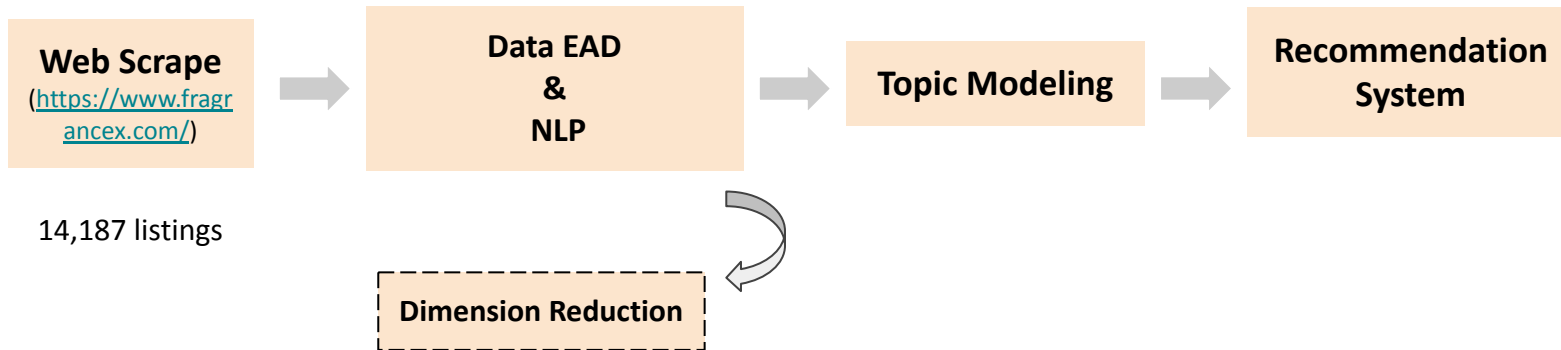 Web Scrape
(https://www.fragr
ancex.com/)
14,187 listings
Data EAD
&
NLP
Dimension Reduction
Topic Modeling
Recommendation
System